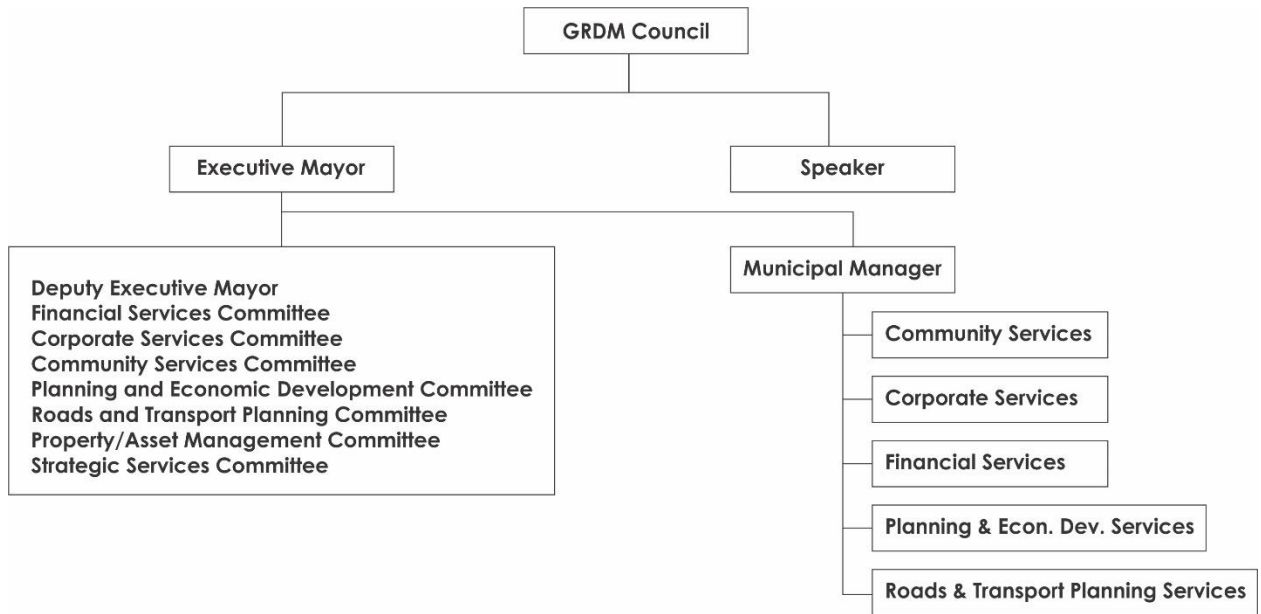 GRDM Council
Executive Mayor
Speaker
Deputy Executive Mayor
Financial Services Committee
Corporate Services Committee
Community Services Committee
Planning and Economic Development Committee
Roads and Transport Planning Committee
Property/Asset Management Committee
Strategic Services Committee
Municipal Manager
Community Services
Corporate Services
Financial Services
Planning & Econ. Dev. Services
Roads & Transport Planning Services